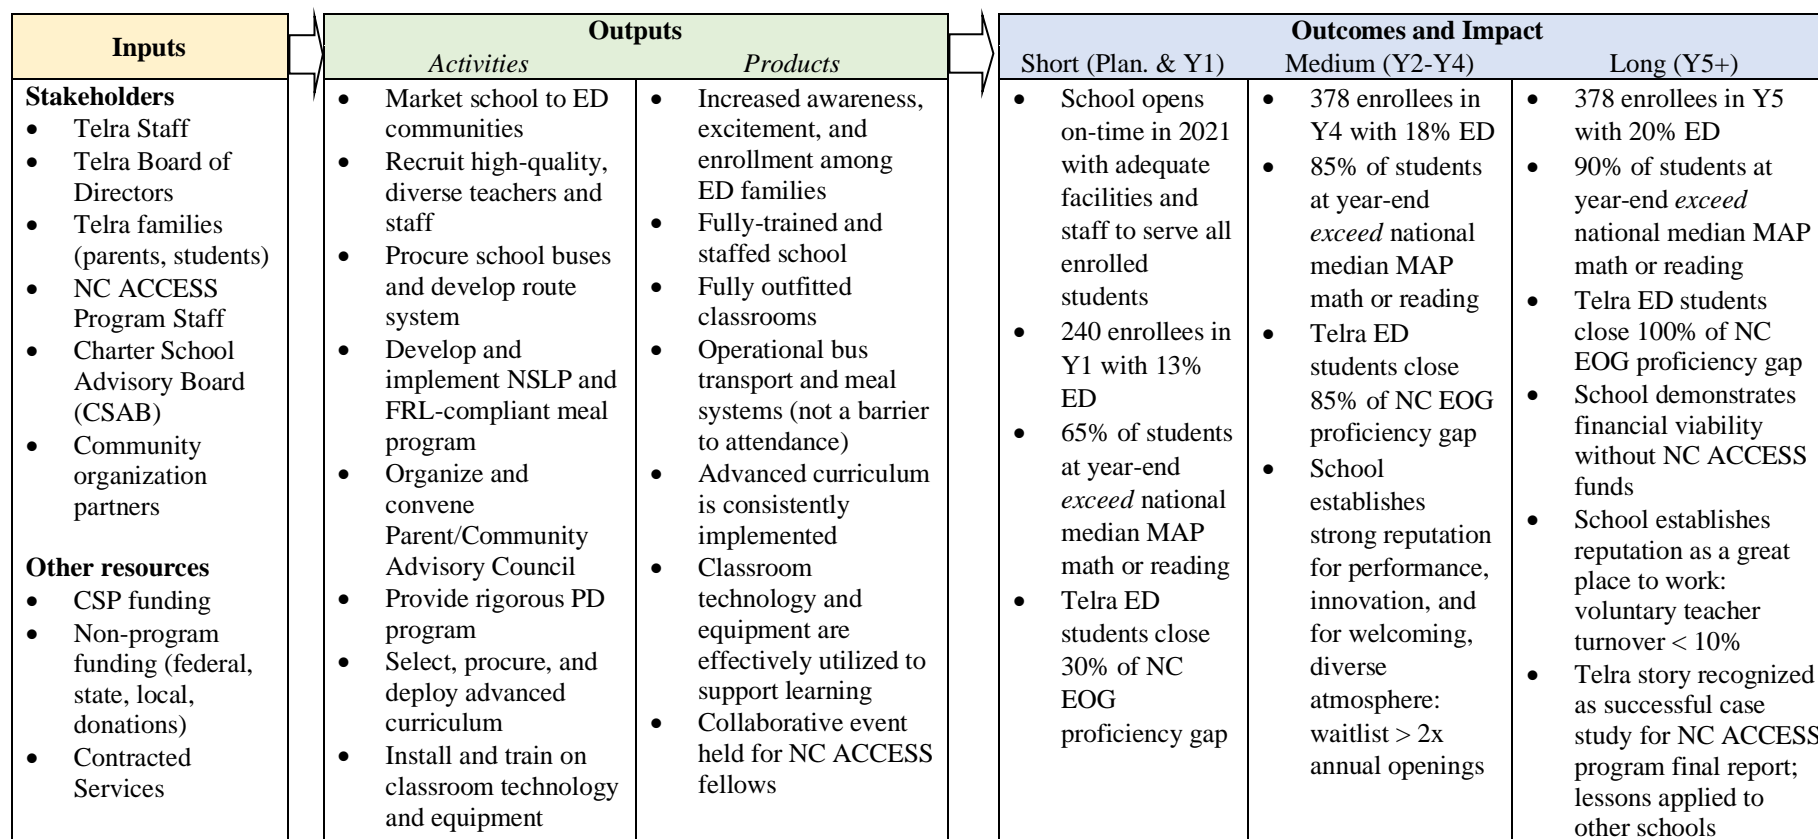 Inputs
Stakeholders
• Telra Staff
• Telra Board of
Directors
• Telra families
(parents, students)
• NC ACCESS
Program Staff
• Charter School
Advisory Board
(CSAB)
• Community
organization
partners
Other resources
• CSP funding
• Non-program
funding (federal,
state, local,
donations)
• Contracted
Services
Outputs
Activities
• Market school to ED
communities
• Recruit high-quality,
diverse teachers and
staff
• Procure school buses
and develop route
system
• Develop and
implement NSLP and
FRL-compliant meal
program
• Organize and
convene
Parent/Community
Advisory Council
• Provide rigorous PD
program
• Select, procure, and
deploy advanced
curriculum
• Install and train on
classroom technology
and equipment
Products
• Increased awareness,
excitement, and
enrollment among
ED families
• Fully-trained and
staffed school
• Fully outfitted
classrooms
• Operational bus
transport and meal
systems (not a barrier
to attendance)
• Advanced curriculum
is consistently
implemented
• Classroom
technology and
equipment are
effectively utilized to
support learning
• Collaborative event
held for NC ACCESS
fellows
Outcomes and Impact
Short (Plan. & Y1)
• School opens
on-time in 2021
with adequate
facilities and
staff to serve all
enrolled
students
• 240 enrollees in
Y1 with 13%
ED
• 65% of students
at year-end
exceed national
median MAP
math or reading
• Telra ED
students close
30% of NC
EOG
proficiency gap
Medium (Y2-Y4)
• 378 enrollees in
Y4 with 18% ED
• 85% of students
at year-end
exceed national
median MAP
math or reading
• Telra ED
students close
85% of NC EOG
proficiency gap
• School
establishes
strong reputation
for performance,
innovation, and
for welcoming,
diverse
atmosphere:
waitlist > 2x
annual openings
Long (Y5+)
• 378 enrollees in Y5
with 20% ED
• 90% of students at
year-end exceed
national median MAP
math or reading
• Telra ED students
close 100% of NC
EOG proficiency gap
• School demonstrates
financial viability
without NC ACCESS
funds
• School establishes
reputation as a great
place to work:
voluntary teacher
turnover < 10%
• Telra story recognized
as successful case
study for NC ACCESS
program final report;
lessons applied to
other schools